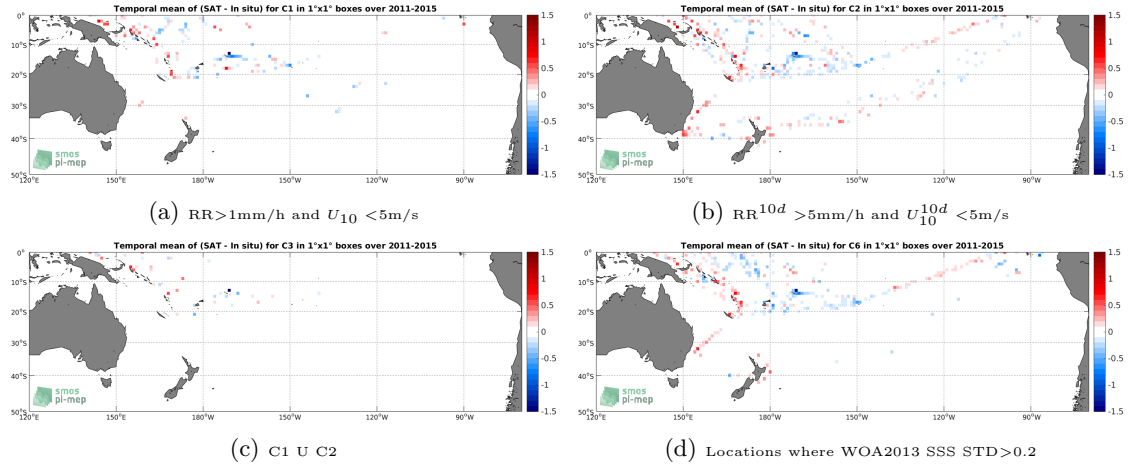 Temporal mean of (SAT - In situ) for C1 in 1°x1° boxes over 2011-2015
0°
10°S
20°S
30°S
40°S
50°S
120°E
150°E
180°W
150°W
120°W
90°W
1.5
1
0.5
0
-0.5
-1
-1.5
smos
pi-mep
(a) RR>1mm/h and U10 <5m/s
Temporal mean of (SAT - In situ) for C2 in 1°x1° boxes over 2011-2015
0°
10°S
20°S
30°S
40°S
50°S
120°E
150°E
180°W
150°W
120°W
90°W
1.5
1
0.5
0
-0.5
-1
-1.5
smos
pi-mep
(b) RR^10d >5mm/h and U10^10d <5m/s
Temporal mean of (SAT - In situ) for C3 in 1°x1° boxes over 2011-2015
0°
10°S
20°S
30°S
40°S
50°S
120°E
150°E
180°W
150°W
120°W
90°W
1.5
1
0.5
0
-0.5
-1
-1.5
smos
pi-mep
(c) C1 U C2
Temporal mean of (SAT - In situ) for C6 in 1°x1° boxes over 2011-2015
0°
10°S
20°S
30°S
40°S
50°S
120°E
150°E
180°W
150°W
120°W
90°W
1.5
1
0.5
0
-0.5
-1
-1.5
smos
pi-mep
(d) Locations where WOA2013 SSS STD>0.2